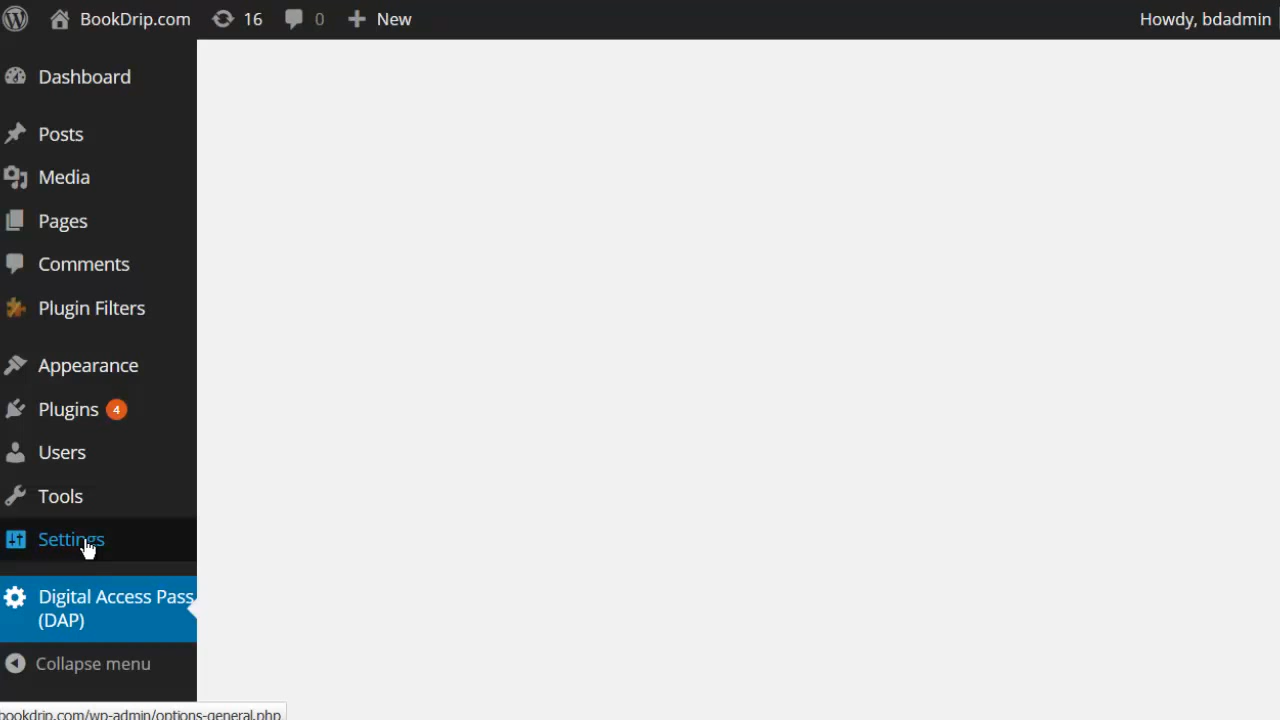 BookDrip.com 16 0 New Howdy, bdadmin
Dashboard
Posts
Media
Pages
Comments
Plugin Filters
Appearance
Plugins 4
Users
Tools
Settings
Digital Access Pass
(DAP)
Collapse menu
bookdrip.com/wp-admin/options-general.php